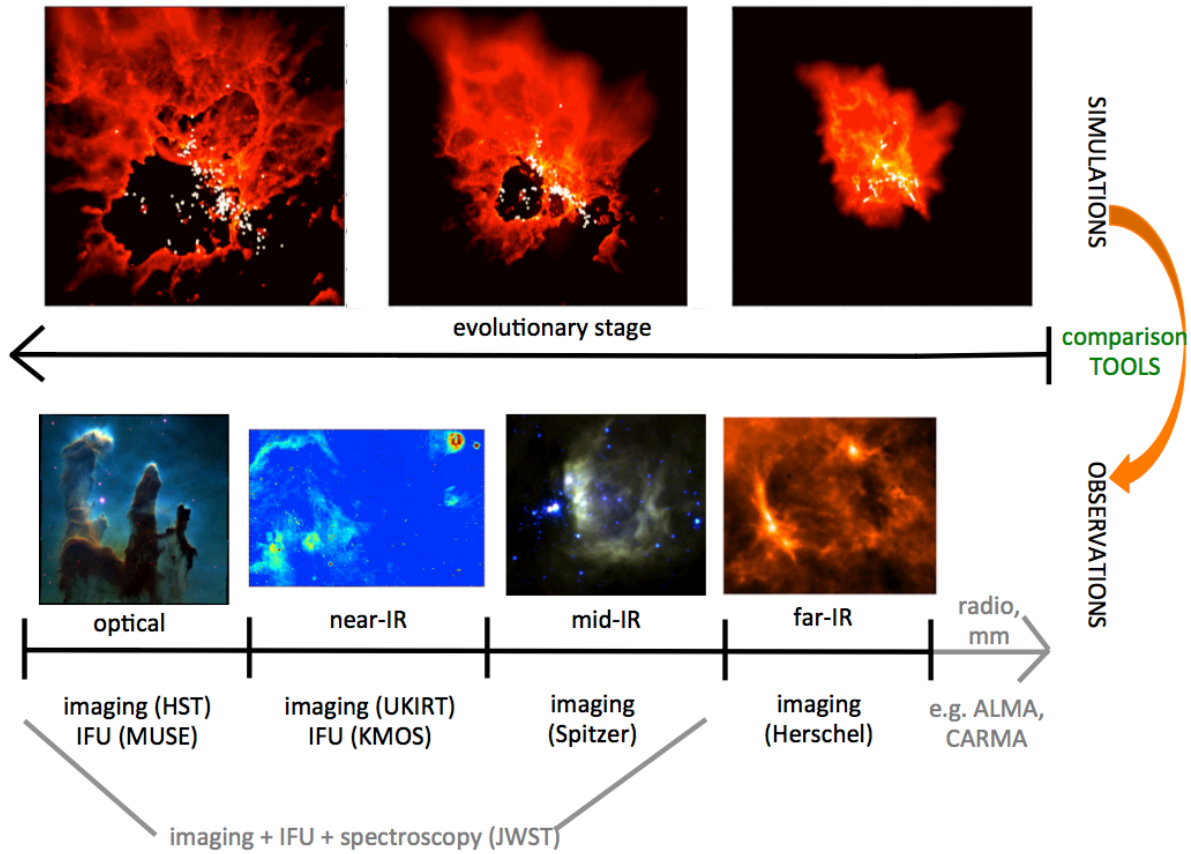 SIMULATIONS
evolutionary stage
comparison
TOOLS
OBSERVATIONS
optical
near-IR
mid-IR
far-IR
radio,
mm
imaging (HST)
IFU (MUSE)
imaging (UKIRT)
IFU (KMOS)
imaging
(Spitzer)
imaging
(Herschel)
e.g. ALMA,
CARMA
imaging + IFU + spectroscopy (JWST)